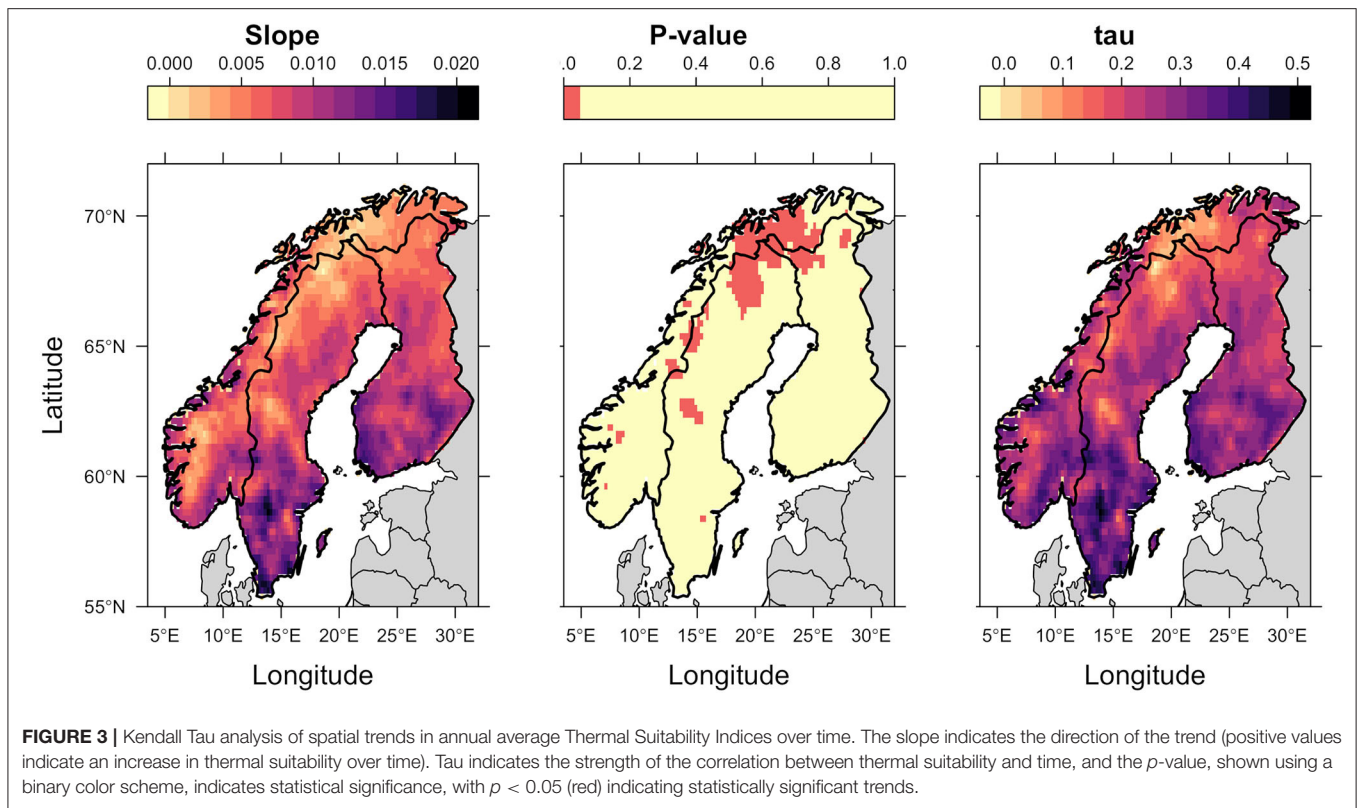 Slope
P-value
tau
0.000 0.005 0.010 0.015 0.020
.0 0.2 0.4 0.6 0.8 1.0
0.0 0.1 0.2 0.3 0.4 0.5
70°N
65°N
60°N
55°N
Latitude
5°E 10°E 15°E 20°E 25°E 30°E
5°E 10°E 15°E 20°E 25°E 30°E
5°E 10°E 15°E 20°E 25°E 30°E
Longitude
Longitude
Longitude
FIGURE 3 | Kendall Tau analysis of spatial trends in annual average Thermal Suitability Indices over time. The slope indicates the direction of the trend (positive values
indicate an increase in thermal suitability over time). Tau indicates the strength of the correlation between thermal suitability and time, and the p-value, shown using a
binary color scheme, indicates statistical significance, with p < 0.05 (red) indicating statistically significant trends.